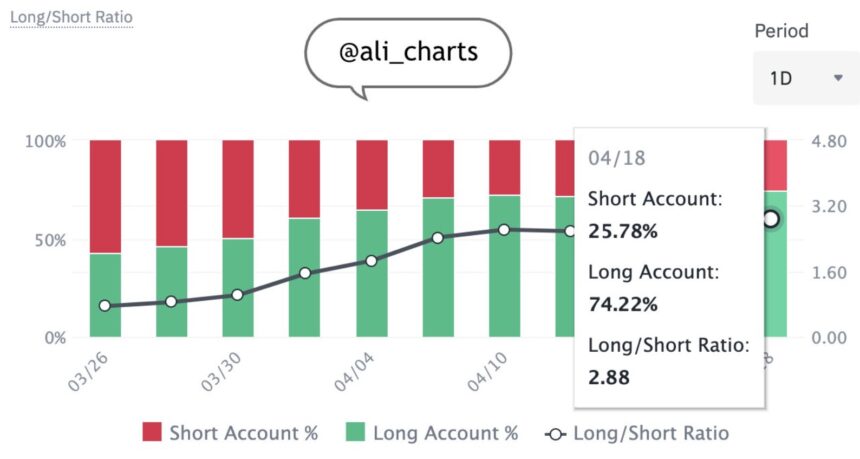 Long/Short Ratio
@ali_charts
Period
1D
100%
50%
0%
4.80
3.20
1.60
0.00
04/18
Short Account:
25.78%
Long Account:
74.22%
Long/Short Ratio:
2.88
03/26
03/30
04/04
04/10
Short Account %
Long Account %
Long/Short Ratio